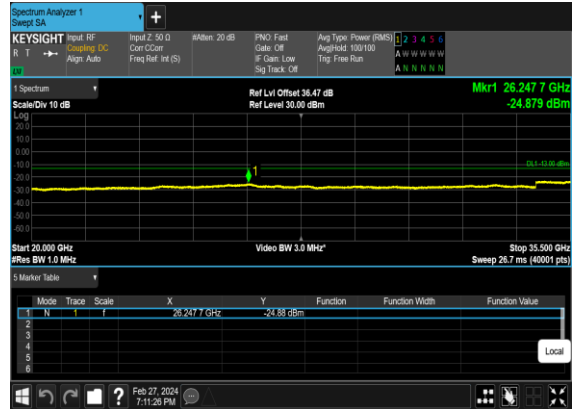 Spectrum Analyzer 1
Swept SA
+
KEYSIGHT Input: RF Input Z: 50 Ω #Atten: 20 dB PNO: Fast Avg Type: Power (RMS) 1 2 3 4 5 6
R T Coupling: DC Corr CCorr Gate: Off Avg|Hold: 100/100 A W W W W W
Align: Auto Freq Ref: Int (S) IF Gain: Low Trig: Free Run
Sig Track: Off A N N N N N
1 Spectrum Ref Lvl Offset 36.47 dB Mkr1 26.247 7 GHz
Scale/Div 10 dB Ref Level 30.00 dBm -24.879 dBm
Log
20.0
10.0
0.00
-10.0 DL1 -13.00 dBm
1
-20.0
-30.0
-40.0
-50.0
-60.0
Start 20.000 GHz Video BW 3.0 MHz* Stop 35.500 GHz
#Res BW 1.0 MHz Sweep 26.7 ms (40001 pts)
5 Marker Table
Mode Trace Scale X Y Function Function Width Function Value
1 N 1 f 26.247 7 GHz -24.88 dBm
2
3
4
5
6
Local
? Feb 27, 2024
7:11:26 PM